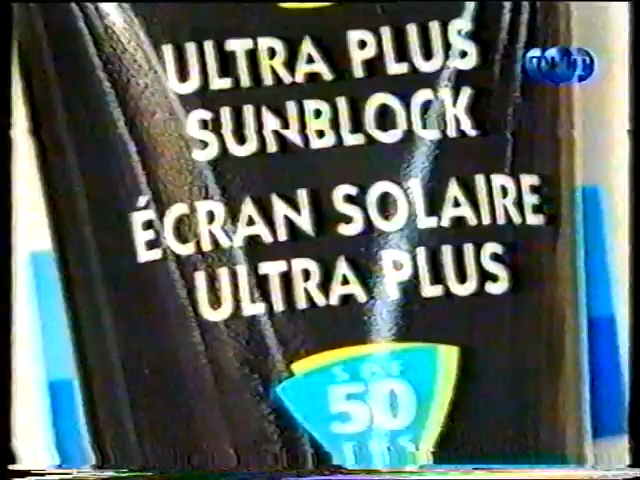 ULTRA PLUS
SUNBLOCK
ÉCRAN SOLAIRE
ULTRA PLUS
50